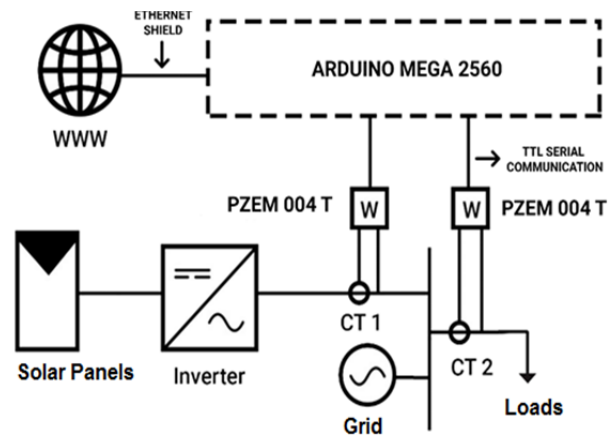 ETHERNET
SHIELD
ARDUINO MEGA 2560
WWW
TTL SERIAL
COMMUNICATION
PZEM 004 T
W
W
PZEM 004 T
CT 1
CT 2
Solar Panels
Inverter
Grid
Loads